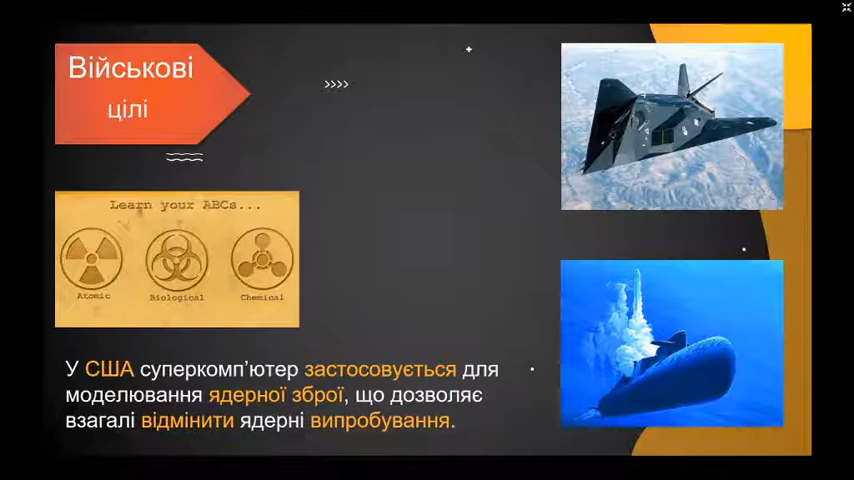 Військові
цілі
Learn your ABCs...
Atomic
Biological
Chemical
У США суперкомп’ютер застосовується для
моделювання ядерної зброї, що дозволяє
взагалі відмінити ядерні випробування.